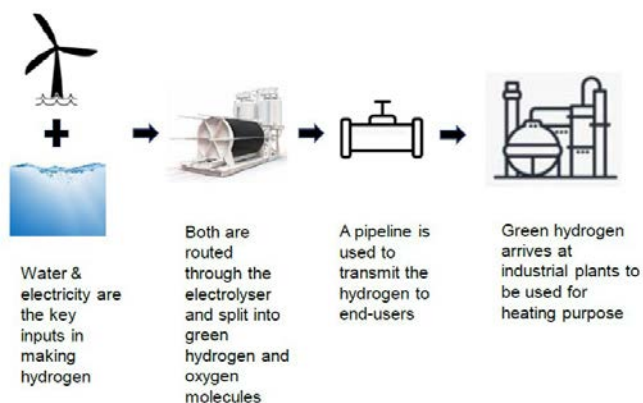 Water &
electricity are
the key
inputs in
making
hydrogen
Both are
routed
through the
electrolyser
and split into
green
hydrogen and
oxygen
molecules
A pipeline is
used to
transmit the
hydrogen to
end-users
Green hydrogen
arrives at
industrial plants to
be used for
heating purpose